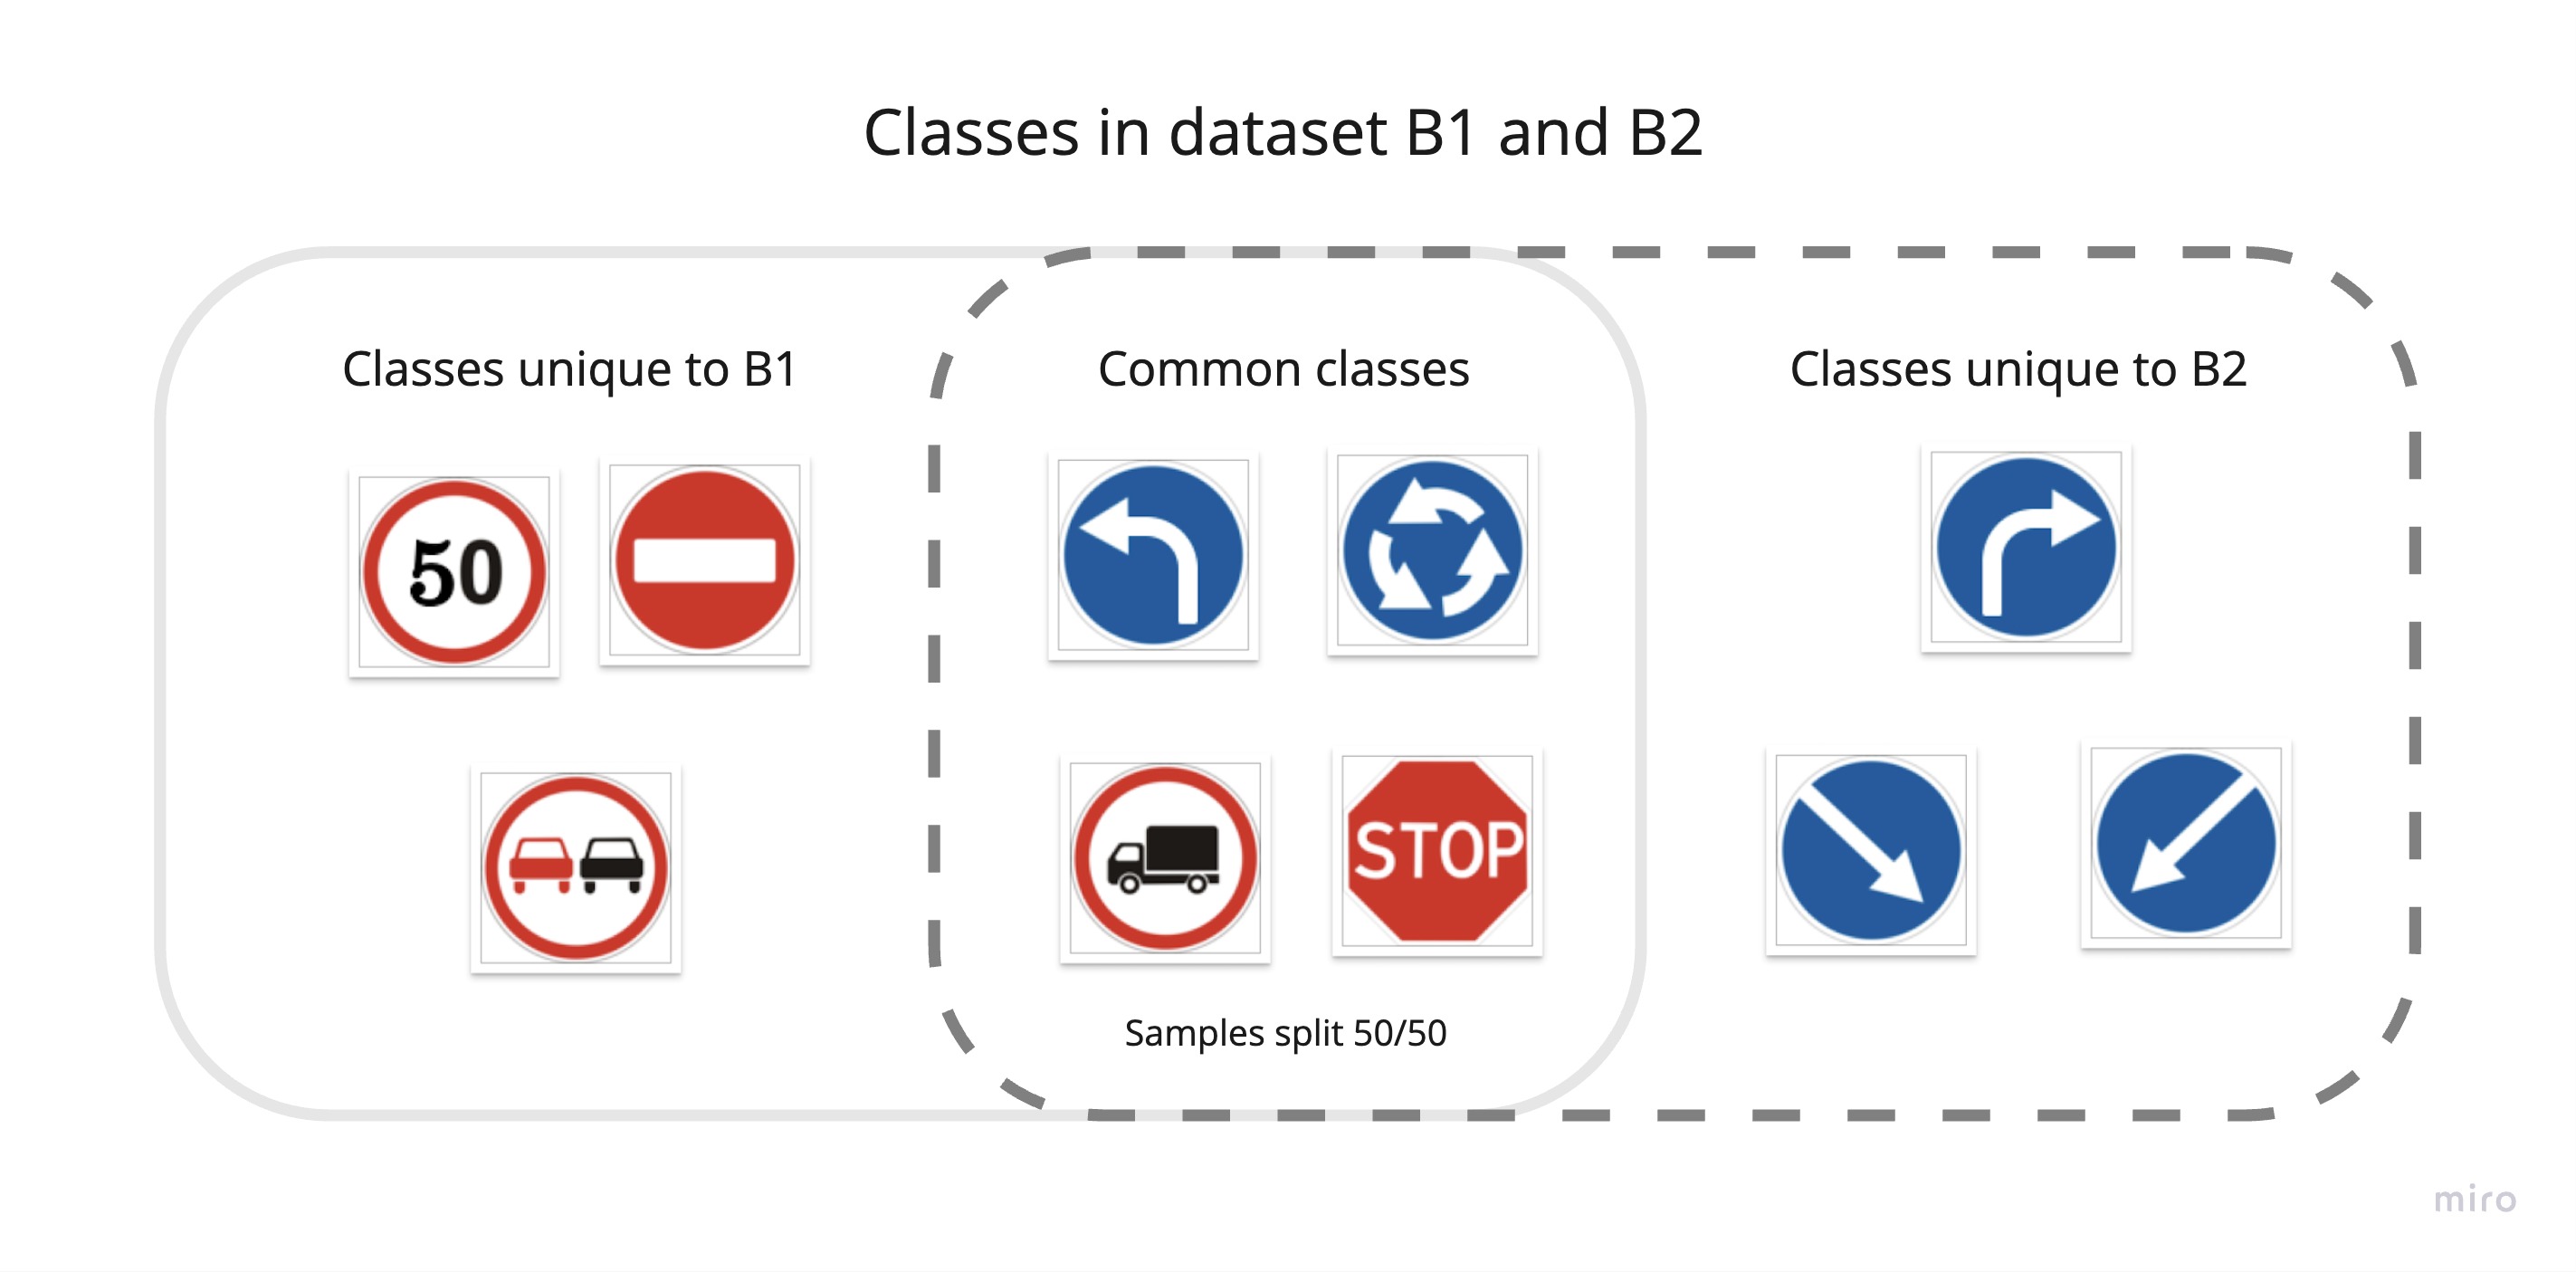 Classes in dataset B1 and B2
Classes unique to B1
Common classes
Classes unique to B2
50
STOP
Samples split 50/50
miro